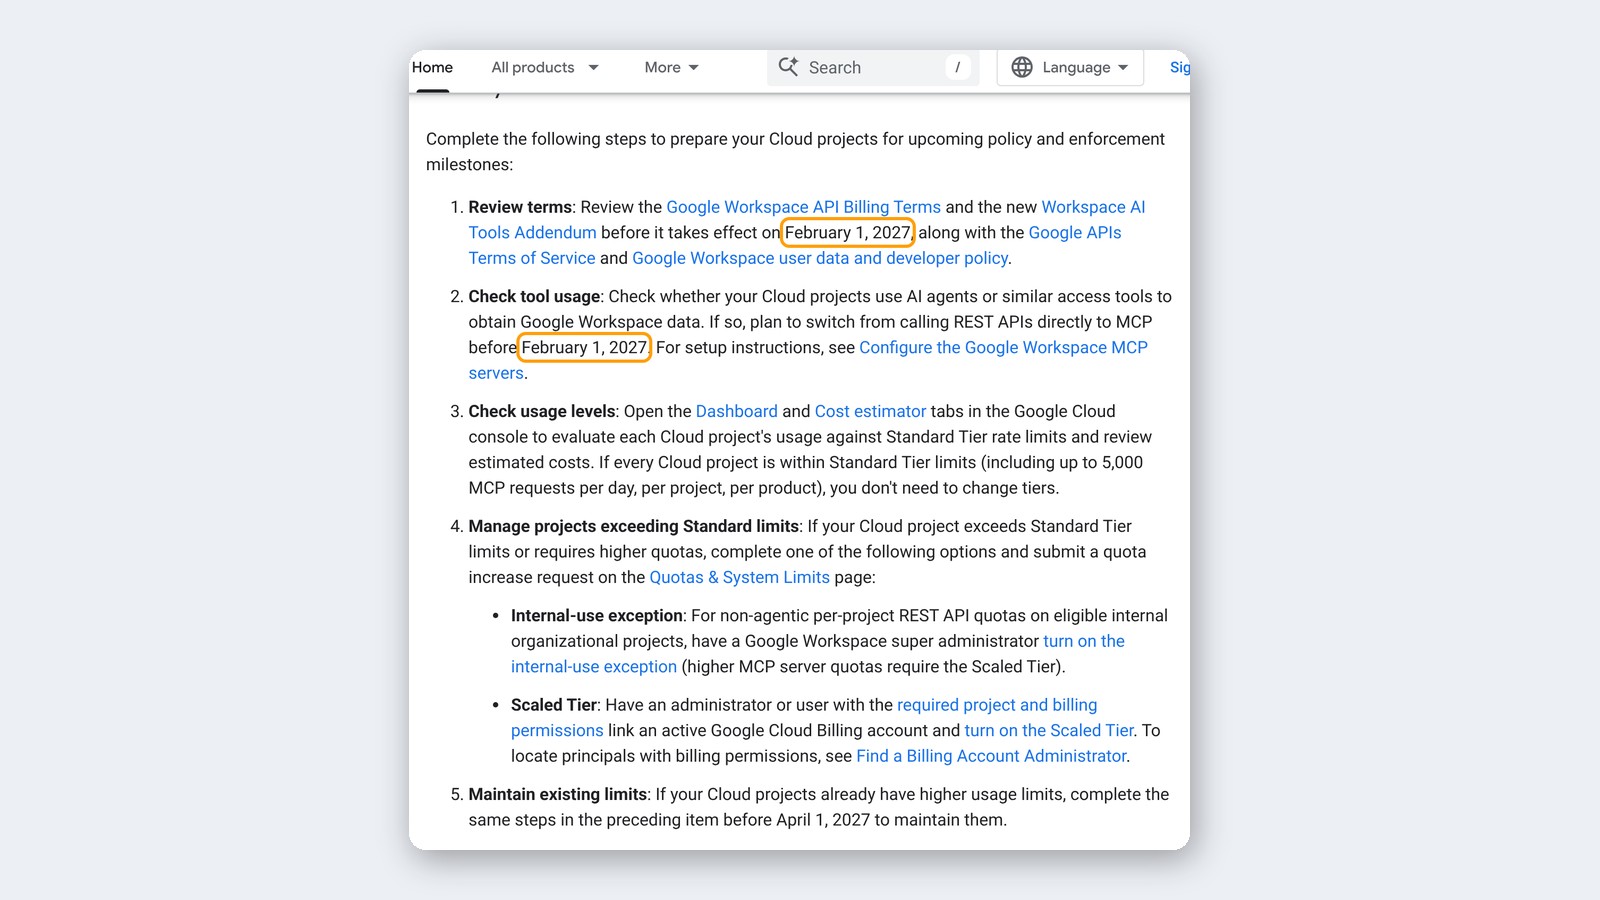 Home All products More Search / Language Sig
Complete the following steps to prepare your Cloud projects for upcoming policy and enforcement
milestones:
1. Review terms: Review the Google Workspace API Billing Terms and the new Workspace AI
Tools Addendum before it takes effect on February 1, 2027, along with the Google APIs
Terms of Service and Google Workspace user data and developer policy.
2. Check tool usage: Check whether your Cloud projects use AI agents or similar access tools to
obtain Google Workspace data. If so, plan to switch from calling REST APIs directly to MCP
before February 1, 2027. For setup instructions, see Configure the Google Workspace MCP
servers.
3. Check usage levels: Open the Dashboard and Cost estimator tabs in the Google Cloud
console to evaluate each Cloud project's usage against Standard Tier rate limits and review
estimated costs. If every Cloud project is within Standard Tier limits (including up to 5,000
MCP requests per day, per project, per product), you don't need to change tiers.
4. Manage projects exceeding Standard limits: If your Cloud project exceeds Standard Tier
limits or requires higher quotas, complete one of the following options and submit a quota
increase request on the Quotas & System Limits page:
• Internal-use exception: For non-agentic per-project REST API quotas on eligible internal
organizational projects, have a Google Workspace super administrator turn on the
internal-use exception (higher MCP server quotas require the Scaled Tier).
• Scaled Tier: Have an administrator or user with the required project and billing
permissions link an active Google Cloud Billing account and turn on the Scaled Tier. To
locate principals with billing permissions, see Find a Billing Account Administrator.
5. Maintain existing limits: If your Cloud projects already have higher usage limits, complete the
same steps in the preceding item before April 1, 2027 to maintain them.